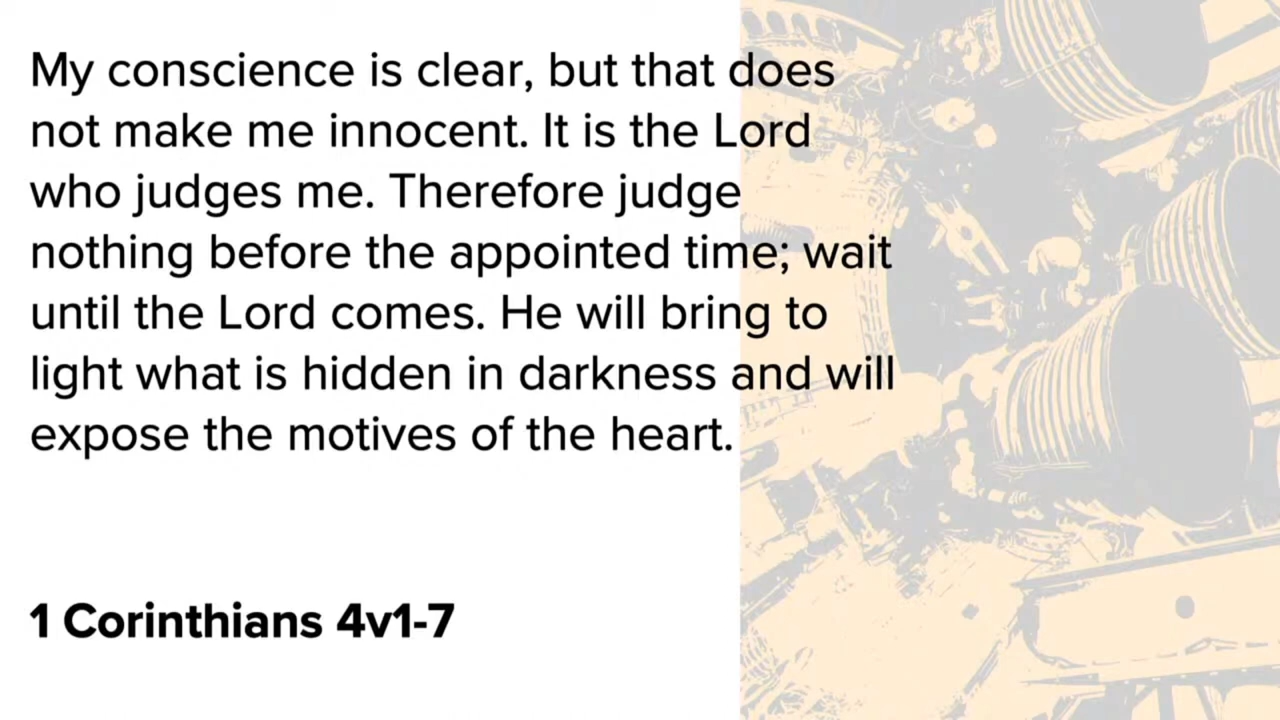 My conscience is clear, but that does
not make me innocent. It is the Lord
who judges me. Therefore judge
nothing before the appointed time; wait
until the Lord comes. He will bring to
light what is hidden in darkness and will
expose the motives of the heart.
1 Corinthians 4v1-7